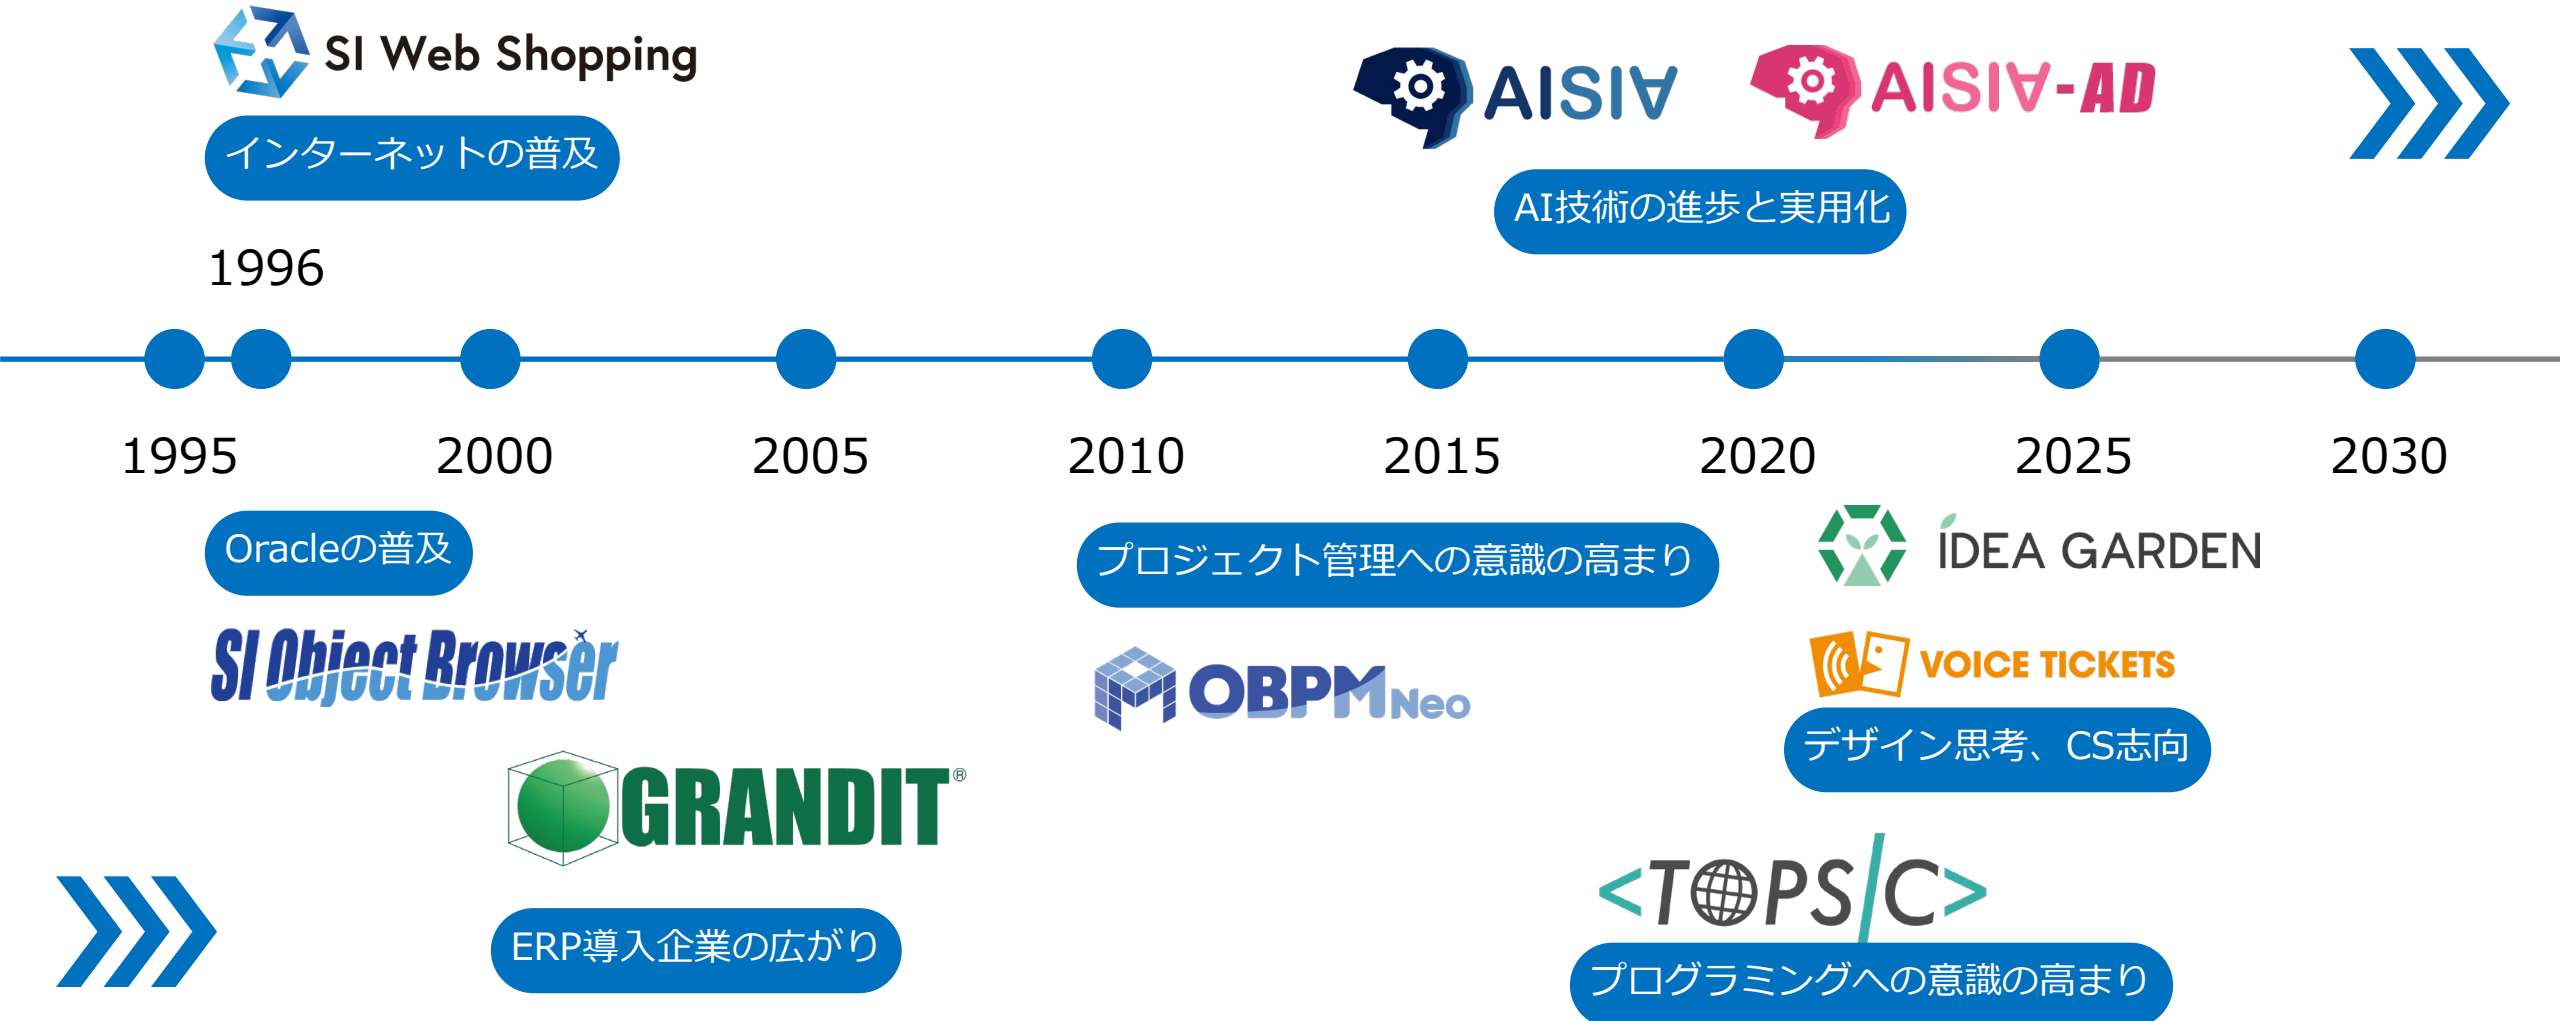 SI Web Shopping
インターネットの普及
AISIA
AISIA-AD
AI技術の進歩と実用化
1996
1995
2000
2005
2010
2015
2020
2025
2030
Oracleの普及
SI Object Browser
GRANDIT®
ERP導入企業の広がり
プロジェクト管理への意識の高まり
OBPM Neo
IDEA GARDEN
VOICE TICKETS
デザイン思考、CS志向
<TOPS/C>
プログラミングへの意識の高まり